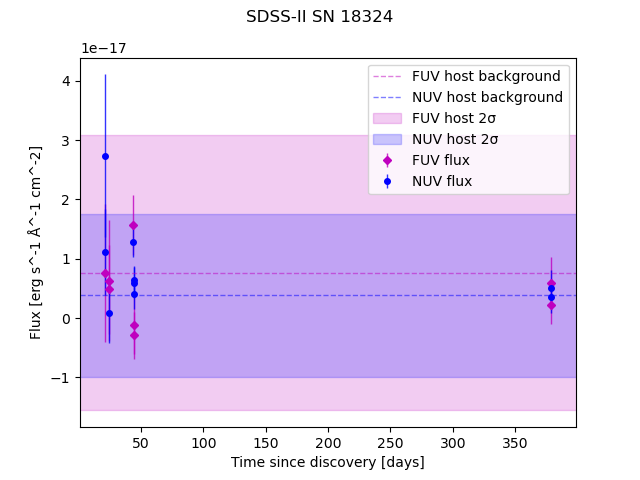 SDSS-II SN 18324
1e−17
FUV host background
NUV host background
FUV host 2σ
NUV host 2σ
FUV flux
NUV flux
4
3
2
1
0
−1
Flux [erg s^-1 Å^-1 cm^-2]
50 100 150 200 250 300 350
Time since discovery [days]